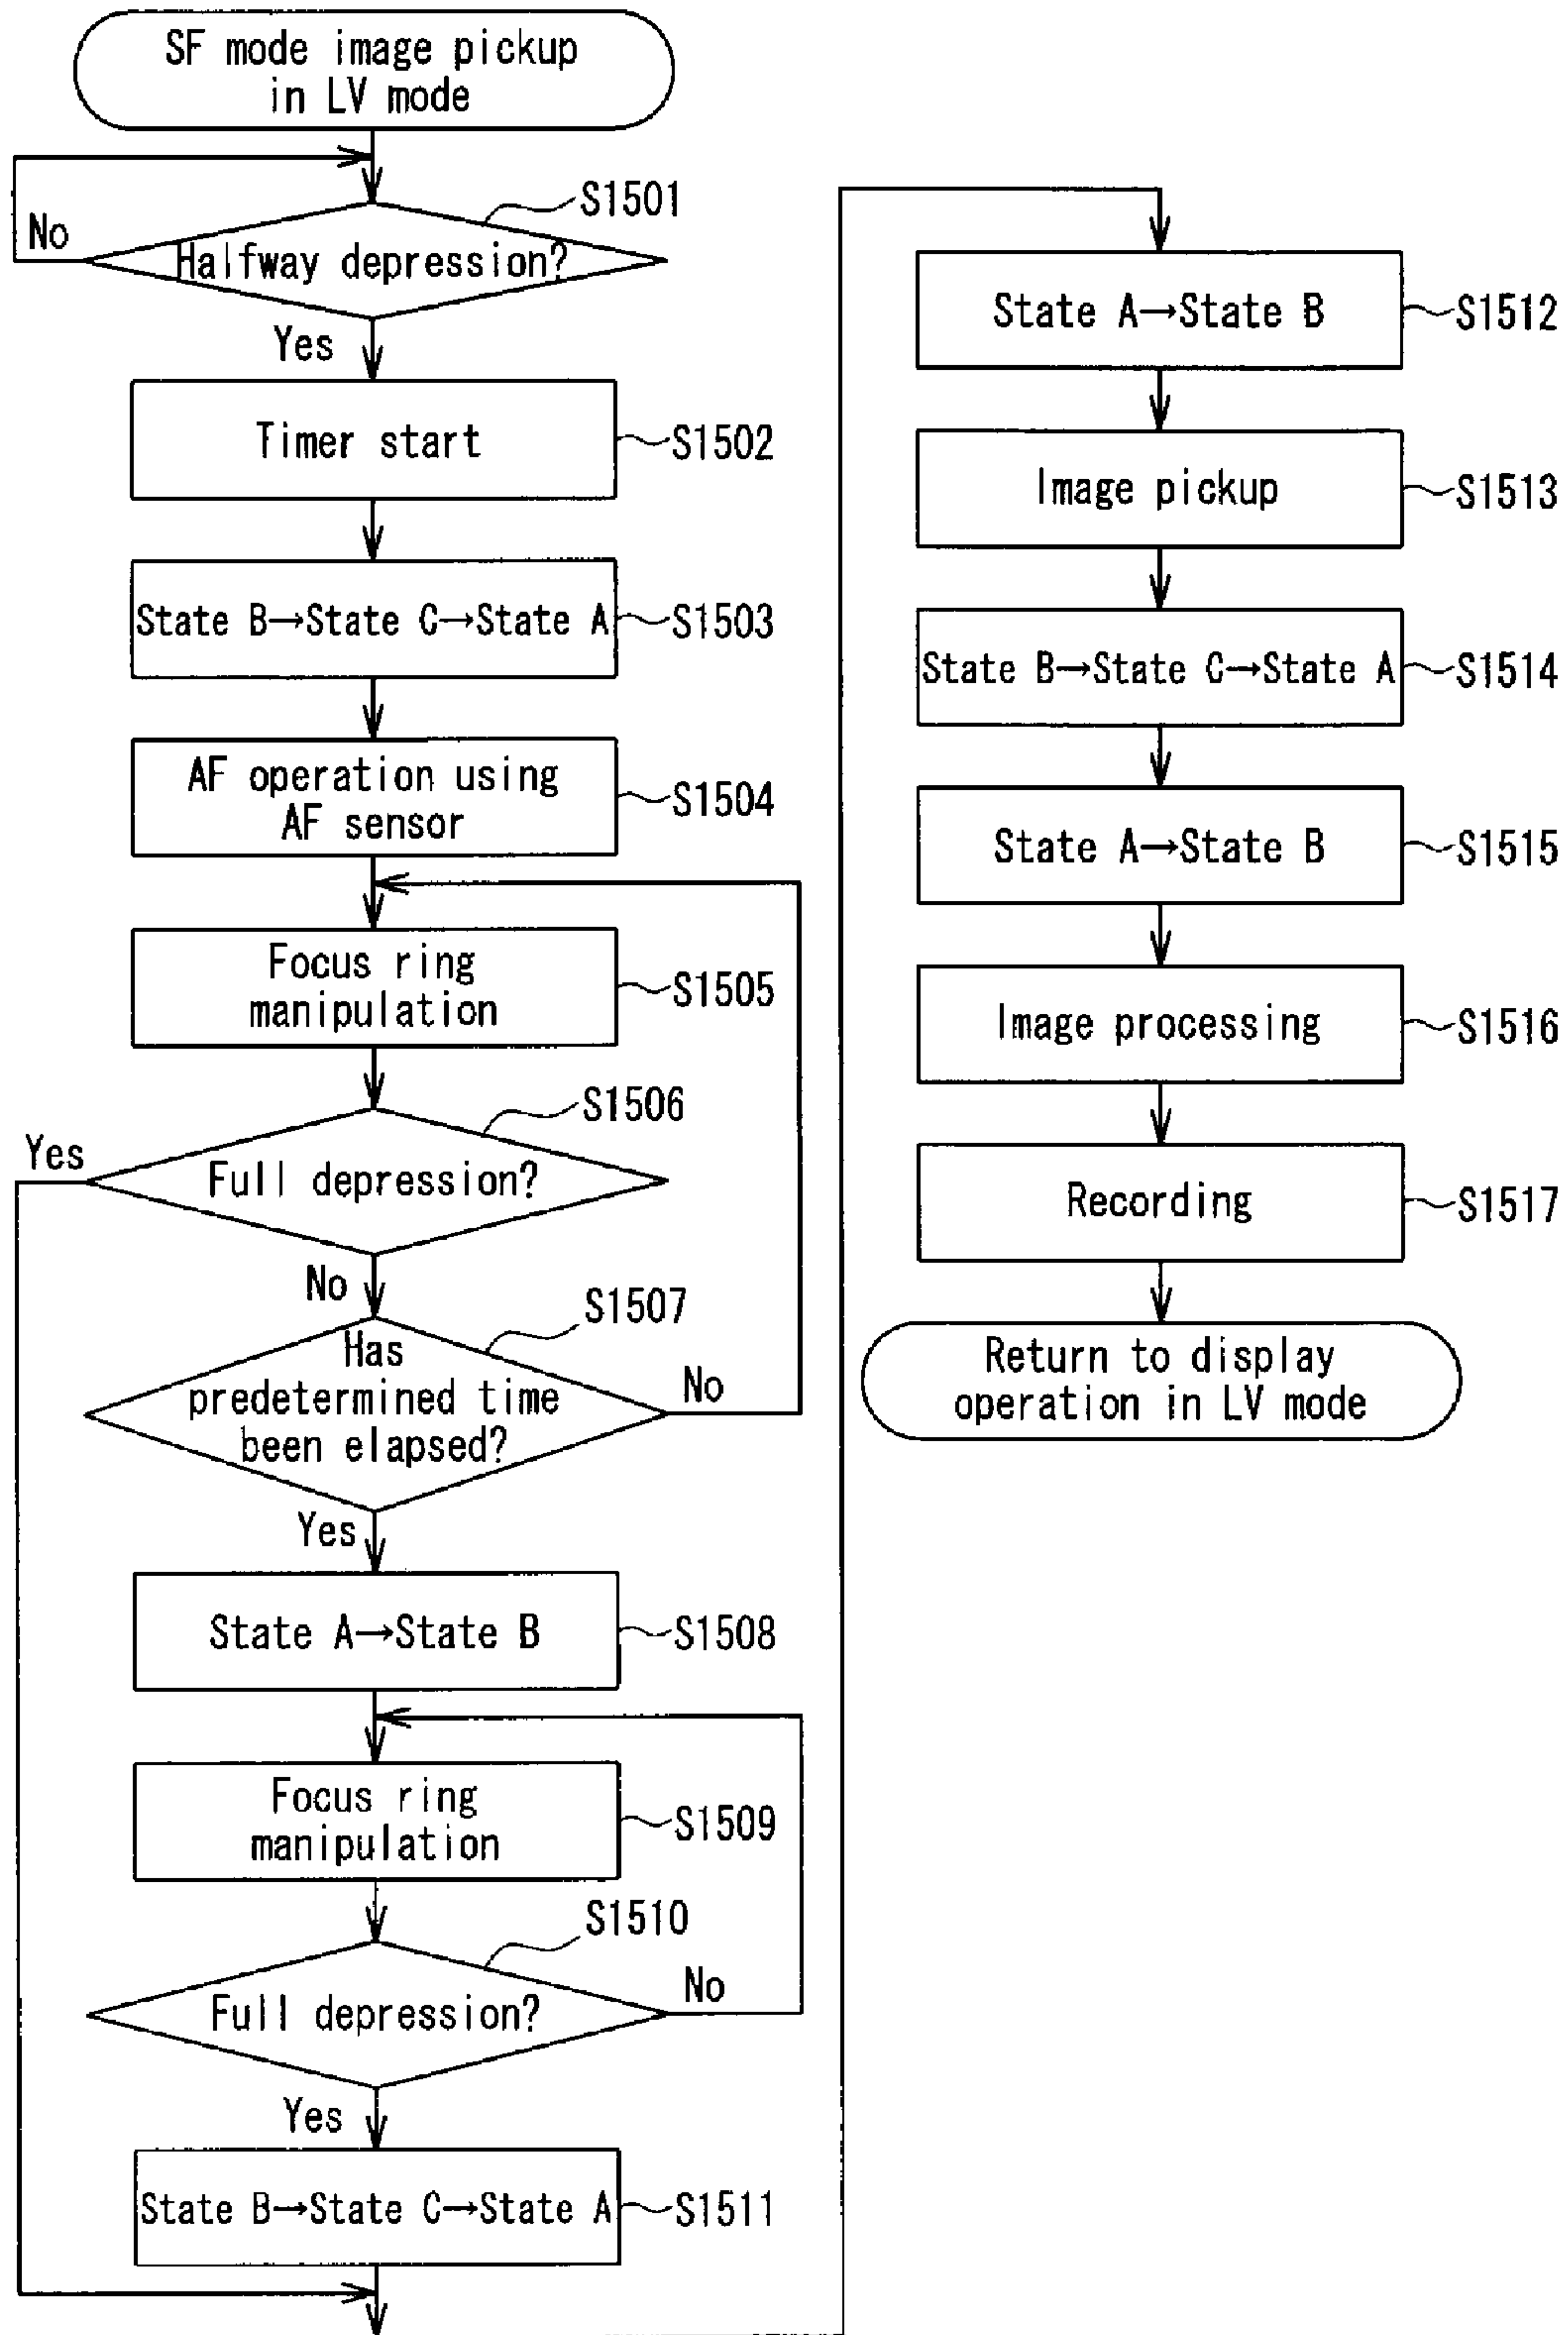 SF mode image pickup
in LV mode
No
S1501
Halfway depression?
Yes
Timer start
S1502
State B→State C→State A
S1503
AF operation using
AF sensor
S1504
Focus ring
manipulation
S1505
S1506
Yes
Full depression?
No
S1507
Has
predetermined time
been elapsed?
No
Yes
State A→State B
S1508
Focus ring
manipulation
S1509
S1510
Full depression?
No
Yes
State B→State C→State A
S1511
State A→State B
S1512
Image pickup
S1513
State B→State C→State A
S1514
State A→State B
S1515
Image processing
S1516
Recording
S1517
Return to display
operation in LV mode